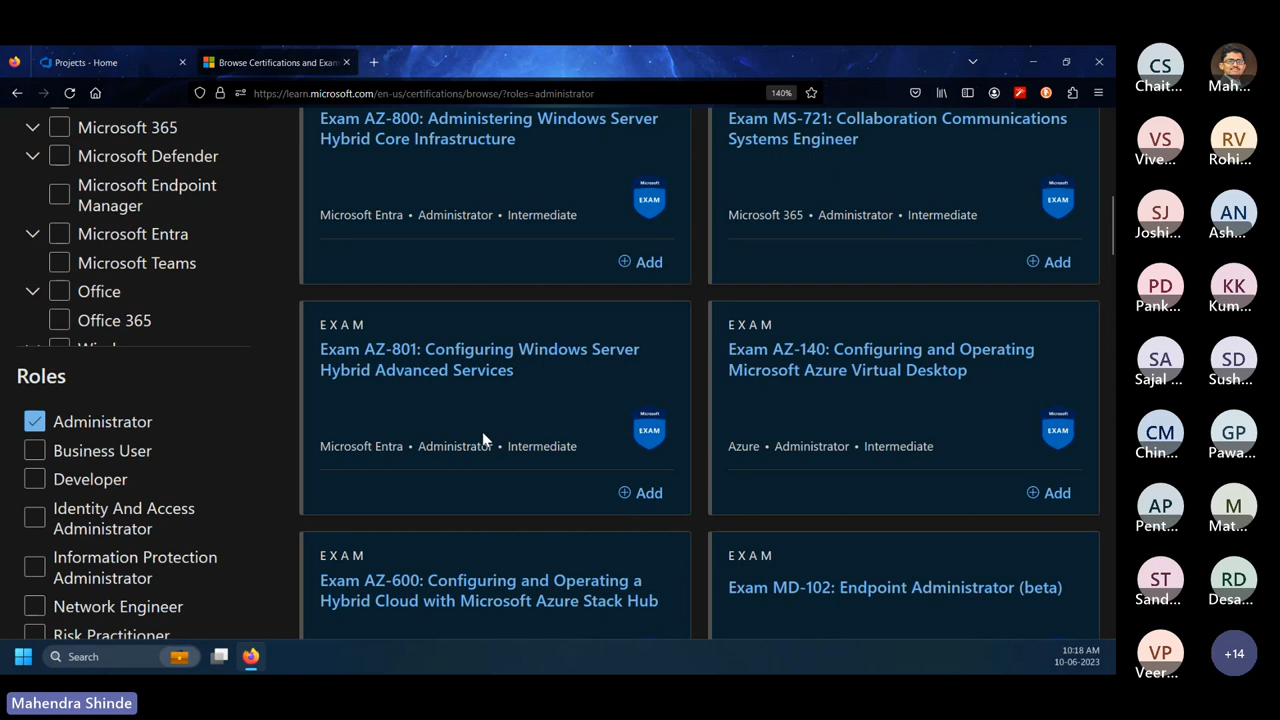 Projects - Home
Browse Certifications and Exam
https://learn.microsoft.com/en-us/certifications/browse/?roles=administrator
140%
Microsoft 365
Microsoft Defender
Microsoft Endpoint
Manager
Microsoft Entra
Microsoft Teams
Office
Office 365
Roles
Administrator
Business User
Developer
Identity And Access
Administrator
Information Protection
Administrator
Network Engineer
Risk Practitioner
Exam AZ-800: Administering Windows Server
Hybrid Core Infrastructure
Microsoft
EXAM
Microsoft Entra • Administrator • Intermediate
Add
Exam MS-721: Collaboration Communications
Systems Engineer
Microsoft
EXAM
Microsoft 365 • Administrator • Intermediate
Add
EXAM
Exam AZ-801: Configuring Windows Server
Hybrid Advanced Services
Microsoft
EXAM
Microsoft Entra • Administrator • Intermediate
Add
EXAM
Exam AZ-140: Configuring and Operating
Microsoft Azure Virtual Desktop
Microsoft
EXAM
Azure • Administrator • Intermediate
Add
EXAM
Exam AZ-600: Configuring and Operating a
Hybrid Cloud with Microsoft Azure Stack Hub
EXAM
Exam MD-102: Endpoint Administrator (beta)
Search
10:18 AM
10-06-2023
Mahendra Shinde
CS
Chait...
Mah...
VS
Vive...
RV
Rohi...
SJ
Joshi...
AN
Ash...
PD
Pank...
KK
Kum...
SA
Sajal ...
SD
Sush...
CM
Chin...
GP
Pawa...
AP
Pent...
M
Mat...
ST
Sand...
RD
Desa...
VP
Veer...
+14